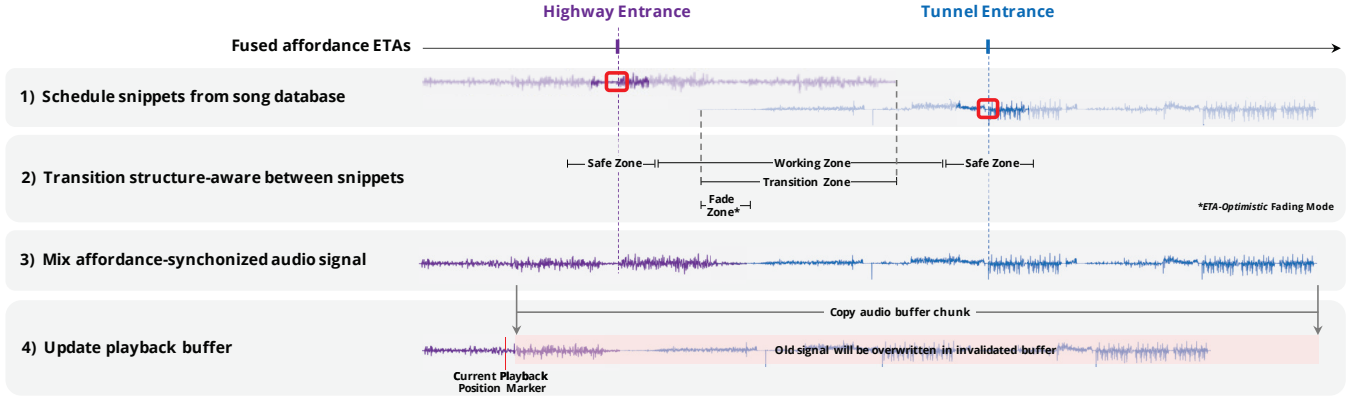 Highway Entrance
Tunnel Entrance
Fused affordance ETAs
1) Schedule snippets from song database
2) Transition structure-aware between snippets
Safe Zone
Working Zone
Safe Zone
Transition Zone
Fade
Zone*
*ETA-Optimistic Fading Mode
3) Mix affordance-synchonized audio signal
Copy audio buffer chunk
4) Update playback buffer
Old signal will be overwritten in invalidated buffer
Current Playback
Position Marker